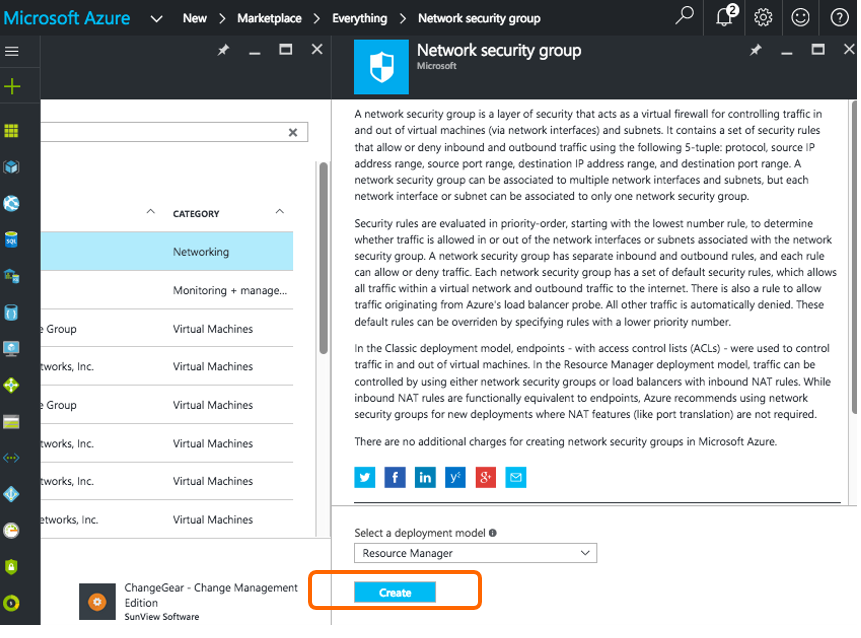 Microsoft Azure
New > Marketplace > Everything > Network security group
2
Network security group
Microsoft
A network security group is a layer of security that acts as a virtual firewall for controlling traffic in
and out of virtual machines (via network interfaces) and subnets. It contains a set of security rules
that allow or deny inbound and outbound traffic using the following 5-tuple: protocol, source IP
address range, source port range, destination IP address range, and destination port range. A
network security group can be associated to multiple network interfaces and subnets, but each
network interface or subnet can be associated to only one network security group.
Security rules are evaluated in priority-order, starting with the lowest number rule, to determine
whether traffic is allowed in or out of the network interfaces or subnets associated with the network
security group. A network security group has separate inbound and outbound rules, and each rule
can allow or deny traffic. Each network security group has a set of default security rules, which allows
all traffic within a virtual network and outbound traffic to the internet. There is also a rule to allow
traffic originating from Azure's load balancer probe. All other traffic is automatically denied. These
default rules can be overriden by specifying rules with a lower priority number.
In the Classic deployment model, endpoints - with access control lists (ACLs) - were used to control
traffic in and out of virtual machines. In the Resource Manager deployment model, traffic can be
controlled by using either network security groups or load balancers with inbound NAT rules. While
inbound NAT rules are functionally equivalent to endpoints, Azure recommends using network
security groups for new deployments where NAT features (like port translation) are not required.
There are no additional charges for creating network security groups in Microsoft Azure.
Select a deployment model
Resource Manager
Create
CATEGORY
Networking
Monitoring + manage...
e Group Virtual Machines
tworks, Inc. Virtual Machines
e Group Virtual Machines
works, Inc. Virtual Machines
tworks, Inc. Virtual Machines
etworks, Inc. Virtual Machines
ChangeGear - Change Management
Edition
SunView Software
SQL